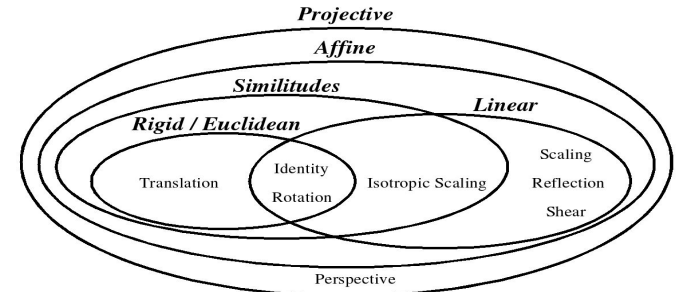 Projective
Affine
Similitudes
Linear
Rigid / Euclidean
Translation
Identity
Rotation
Isotropic Scaling
Scaling
Reflection
Shear
Perspective